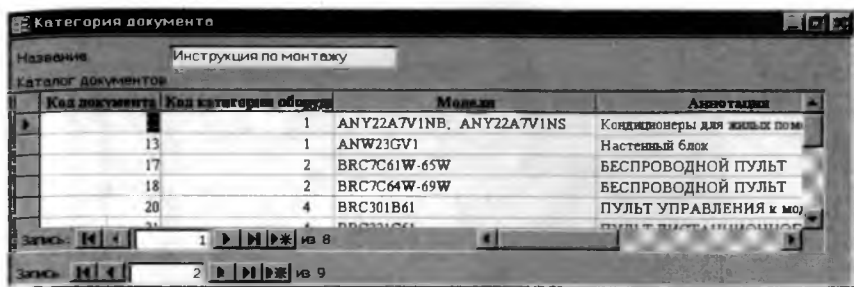 Категория документа
Название Инструкция по монтажу
Каталог документов
Код документа Код категории Модели Аннотация
1 ANY22A7V1NB, ANY22A7V1NS Кондиционеры для жилых
13 1 ANW23GV1 Настенный блок
17 2 BRC7C61W-65W БЕСПРОВОДНОЙ ПУЛЬТ
18 2 BRC7C64W-69W БЕСПРОВОДНОЙ ПУЛЬТ
20 4 BRC301B61 ПУЛЬТ УПРАВЛЕНИЯ к
Запись: 1 из 8
Запись: 2 из 9